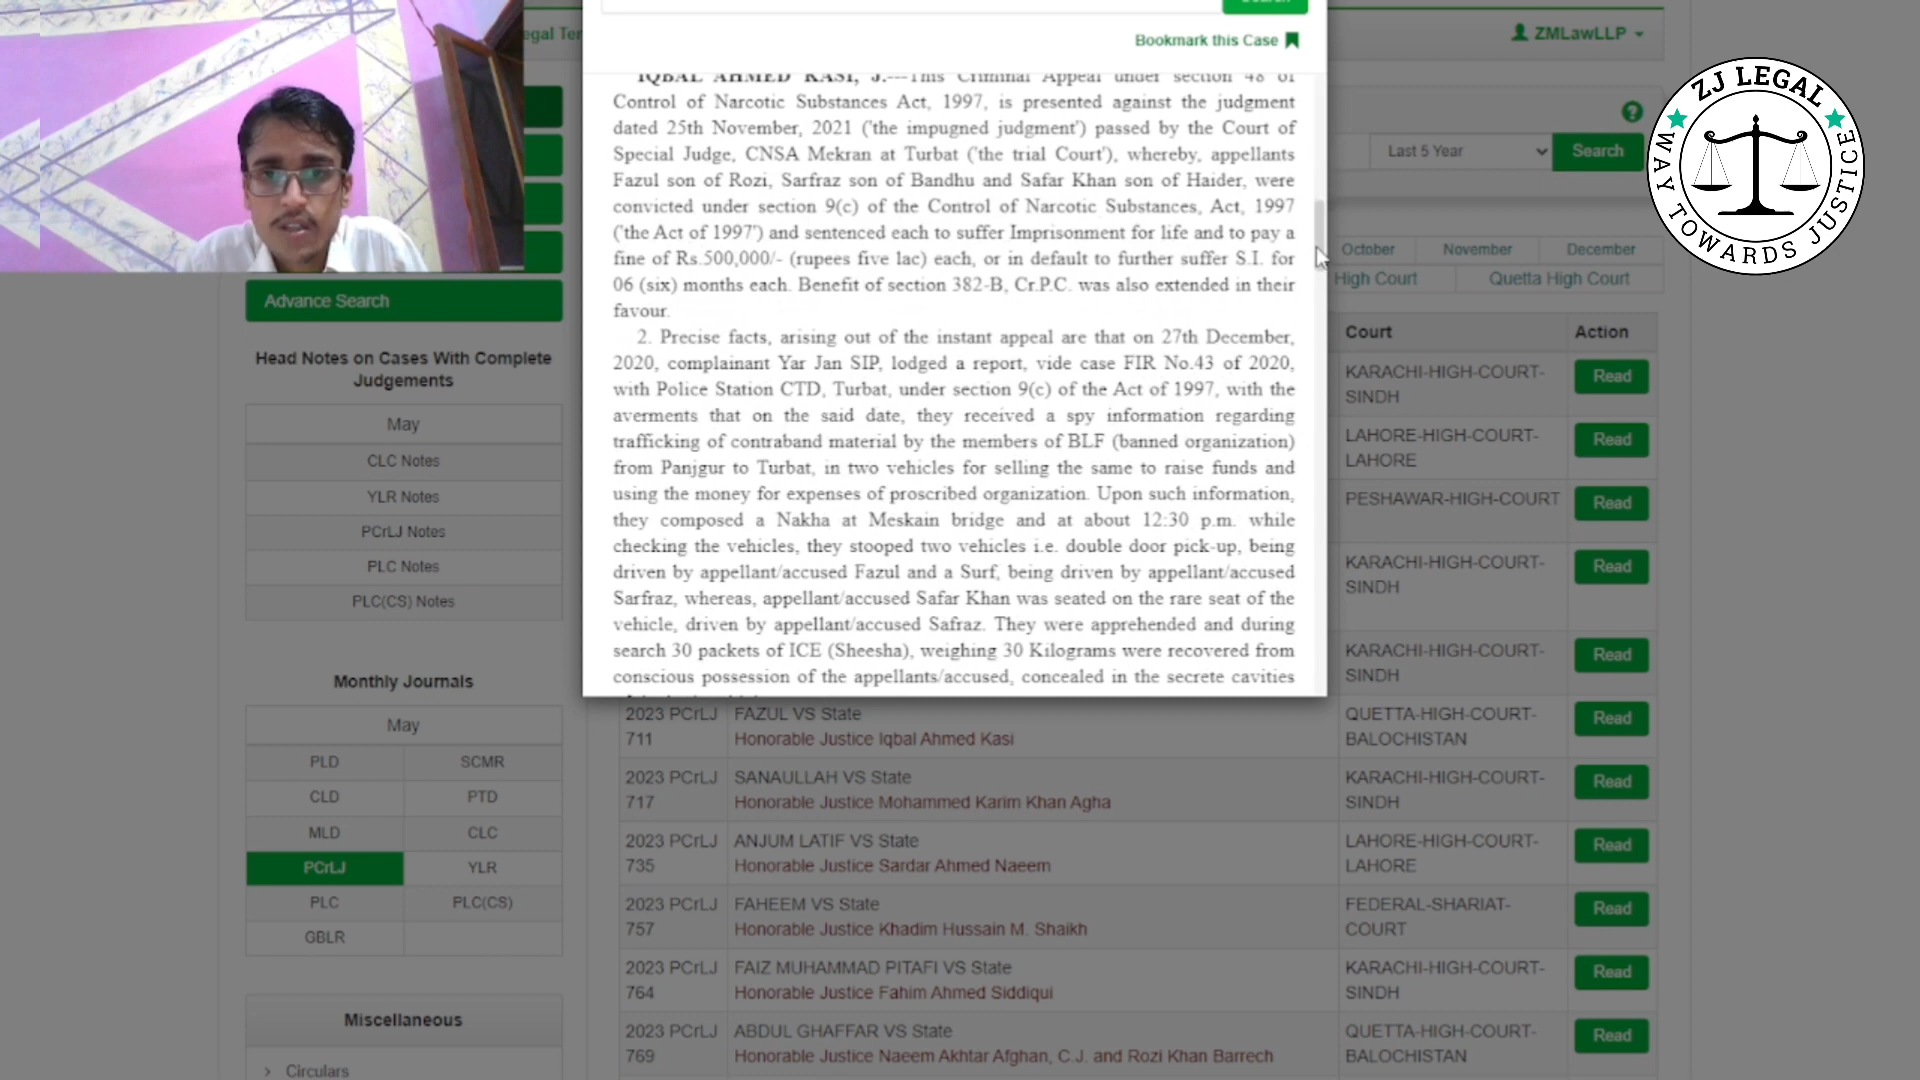 egal Ter
Search
ZMLawLLP
Bookmark this Case
ZJ LEGAL
WAY TOWARDS JUSTICE
IQBAL AHMED KASI, J.---This Criminal Appeal under section 48 of
Control of Narcotic Substances Act, 1997, is presented against the judgment
dated 25th November, 2021 ('the impugned judgment') passed by the Court of
Special Judge, CNSA Mekran at Turbat ('the trial Court'), whereby, appellants
Fazul son of Rozi, Sarfraz son of Bandhu and Safar Khan son of Haider, were
convicted under section 9(c) of the Control of Narcotic Substances, Act, 1997
('the Act of 1997') and sentenced each to suffer Imprisonment for life and to pay a
fine of Rs.500,000/- (rupees five lac) each, or in default to further suffer S.I. for
06 (six) months each. Benefit of section 382-B, Cr.P.C. was also extended in their
favour.
2. Precise facts, arising out of the instant appeal are that on 27th December,
2020, complainant Yar Jan SIP, lodged a report, vide case FIR No.43 of 2020,
with Police Station CTD, Turbat, under section 9(c) of the Act of 1997, with the
averments that on the said date, they received a spy information regarding
trafficking of contraband material by the members of BLF (banned organization)
from Panjgur to Turbat, in two vehicles for selling the same to raise funds and
using the money for expenses of proscribed organization. Upon such information,
they composed a Nakha at Meskain bridge and at about 12:30 p.m. while
checking the vehicles, they stooped two vehicles i.e. double door pick-up, being
driven by appellant/accused Fazul and a Surf, being driven by appellant/accused
Sarfraz, whereas, appellant/accused Safar Khan was seated on the rare seat of the
vehicle, driven by appellant/accused Safraz. They were apprehended and during
search 30 packets of ICE (Sheesha), weighing 30 Kilograms were recovered from
conscious possession of the appellants/accused, concealed in the secrete cavities
Last 5 Year
Search
October November December
High Court Quetta High Court
Advance Search
Head Notes on Cases With Complete
Judgements
May
CLC Notes
YLR Notes
PCrLJ Notes
PLC Notes
PLC(CS) Notes
Monthly Journals
May
PLD SCMR
CLD PTD
MLD CLC
PCrLJ YLR
PLC PLC(CS)
GBLR
Miscellaneous
> Circulars
Court Action
KARACHI-HIGH-COURT-
SINDH
Read
LAHORE-HIGH-COURT-
LAHORE
Read
PESHAWAR-HIGH-COURT
Read
KARACHI-HIGH-COURT-
SINDH
Read
KARACHI-HIGH-COURT-
SINDH
Read
2023 PCrLJ FAZUL VS State QUETTA-HIGH-COURT- Read
711 Honorable Justice Iqbal Ahmed Kasi BALOCHISTAN
2023 PCrLJ SANAULLAH VS State KARACHI-HIGH-COURT- Read
717 Honorable Justice Mohammed Karim Khan Agha SINDH
2023 PCrLJ ANJUM LATIF VS State LAHORE-HIGH-COURT- Read
735 Honorable Justice Sardar Ahmed Naeem LAHORE
2023 PCrLJ FAHEEM VS State FEDERAL-SHARIAT- Read
757 Honorable Justice Khadim Hussain M. Shaikh COURT
2023 PCrLJ FAIZ MUHAMMAD PITAFI VS State KARACHI-HIGH-COURT- Read
764 Honorable Justice Fahim Ahmed Siddiqui SINDH
2023 PCrLJ ABDUL GHAFFAR VS State QUETTA-HIGH-COURT- Read
769 Honorable Justice Naeem Akhtar Afghan, C.J. and Rozi Khan Barrech BALOCHISTAN